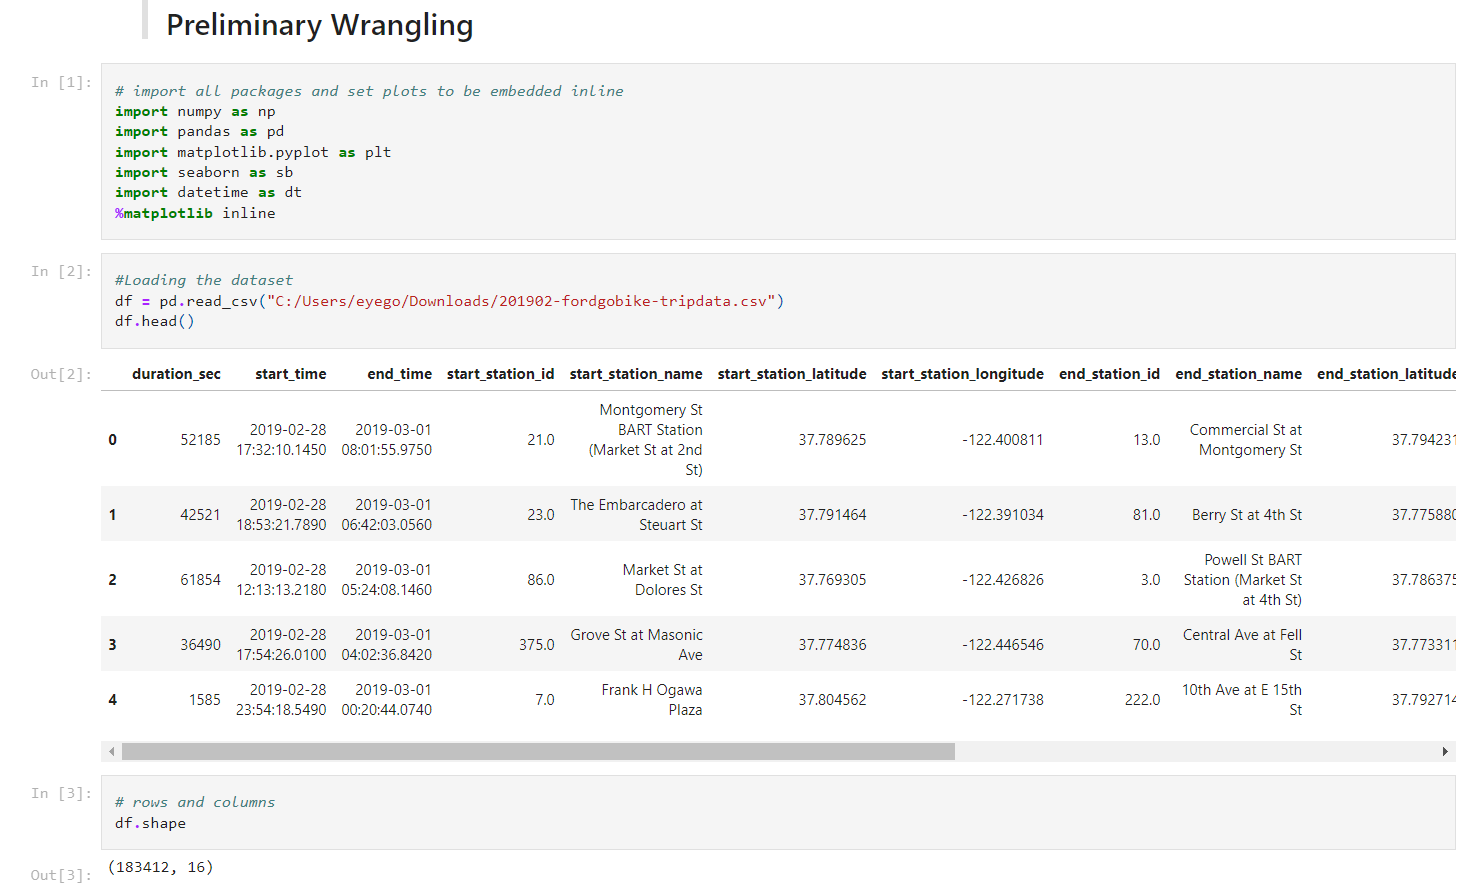 Preliminary Wrangling
In [1]:
# import all packages and set plots to be embedded inline
import numpy as np
import pandas as pd
import matplotlib.pyplot as plt
import seaborn as sb
import datetime as dt
%matplotlib inline
In [2]:
#Loading the dataset
df = pd.read_csv("C:/Users/eyego/Downloads/201902-fordgobike-tripdata.csv")
df.head()
Out[2]:
duration_sec start_time end_time start_station_id start_station_name start_station_latitude start_station_longitude end_station_id end_station_name end_station_latitude
0 52185 2019-02-28 17:32:10.1450 2019-03-01 08:01:55.9750 21.0 Montgomery St BART Station (Market St at 2nd St) 37.789625 -122.400811 13.0 Commercial St at Montgomery St 37.794231
1 42521 2019-02-28 18:53:21.7890 2019-03-01 06:42:03.0560 23.0 The Embarcadero at Steuart St 37.791464 -122.391034 81.0 Berry St at 4th St 37.775880
2 61854 2019-02-28 12:13:13.2180 2019-03-01 05:24:08.1460 86.0 Market St at Dolores St 37.769305 -122.426826 3.0 Powell St BART Station (Market St at 4th St) 37.786375
3 36490 2019-02-28 17:54:26.0100 2019-03-01 04:02:36.8420 375.0 Grove St at Masonic Ave 37.774836 -122.446546 70.0 Central Ave at Fell St 37.773311
4 1585 2019-02-28 23:54:18.5490 2019-03-01 00:20:44.0740 7.0 Frank H Ogawa Plaza 37.804562 -122.271738 222.0 10th Ave at E 15th St 37.792714
In [3]:
# rows and columns
df.shape
Out[3]:
(183412, 16)